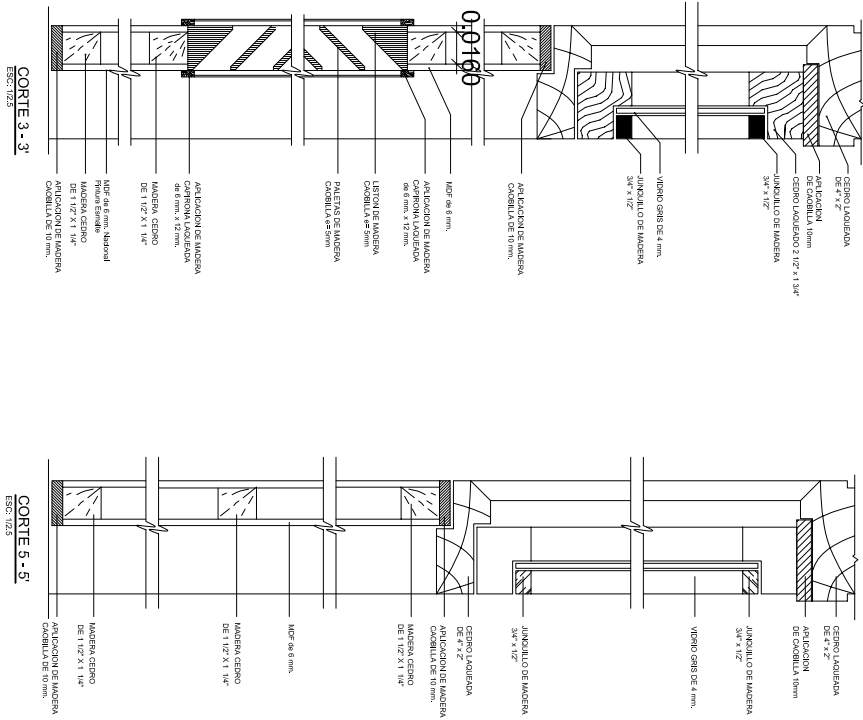 0.0160
CEDRO LAQUEADA
DE 4" x 2"
APLICACION
DE CAOBILLA 10mm
CEDRO LAQUEADO 2 1/2" x 1 3/4"
JUNQUILLO DE MADERA
3/4" x 1/2"
VIDRIO GRIS DE 4 mm.
JUNQUILLO DE MADERA
3/4" x 1/2"
APLICACION DE MADERA
CAOBILLA DE 10 mm.
MDF de 6 mm.
APLICACION DE MADERA
CAPIRONA LAQUEADA
de 6 mm. x 12 mm.
LISTON DE MADERA
CAOBILLA e= 5mm
PALETAS DE MADERA
CAOBILLA e= 5mm
APLICACION DE MADERA
CAPIRONA LAQUEADA
de 6 mm. x 12 mm.
MADERA CEDRO
DE 1 1/2" X 1 1/4"
MDF de 6 mm. Nacional
Pintura Esmalte
MADERA CEDRO
DE 1 1/2" X 1 1/4"
APLICACION DE MADERA
CAOBILLA DE 10 mm.
CORTE 3 - 3'
ESC: 1/2.5
CEDRO LAQUEADA
DE 4" x 2"
APLICACION
DE CAOBILLA 10mm
JUNQUILLO DE MADERA
3/4" x 1/2"
VIDRIO GRIS DE 4 mm.
JUNQUILLO DE MADERA
3/4" x 1/2"
CEDRO LAQUEADA
DE 4" x 2"
APLICACION DE MADERA
CAOBILLA DE 10 mm.
MADERA CEDRO
DE 1 1/2" X 1 1/4"
MDF de 6 mm.
MADERA CEDRO
DE 1 1/2" X 1 1/4"
MADERA CEDRO
DE 1 1/2" X 1 1/4"
APLICACION DE MADERA
CAOBILLA DE 10 mm.
CORTE 5 - 5'
ESC: 1/2.5